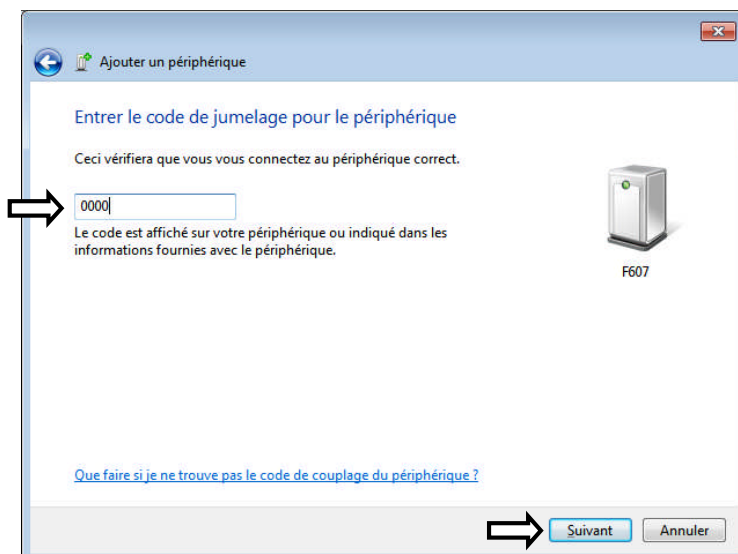 Ajouter un périphérique
Entrer le code de jumelage pour le périphérique
Ceci vérifiera que vous vous connectez au périphérique correct.
0000
Le code est affiché sur votre périphérique ou indiqué dans les
informations fournies avec le périphérique.
F607
Que faire si je ne trouve pas le code de couplage du périphérique ?
Suivant
Annuler